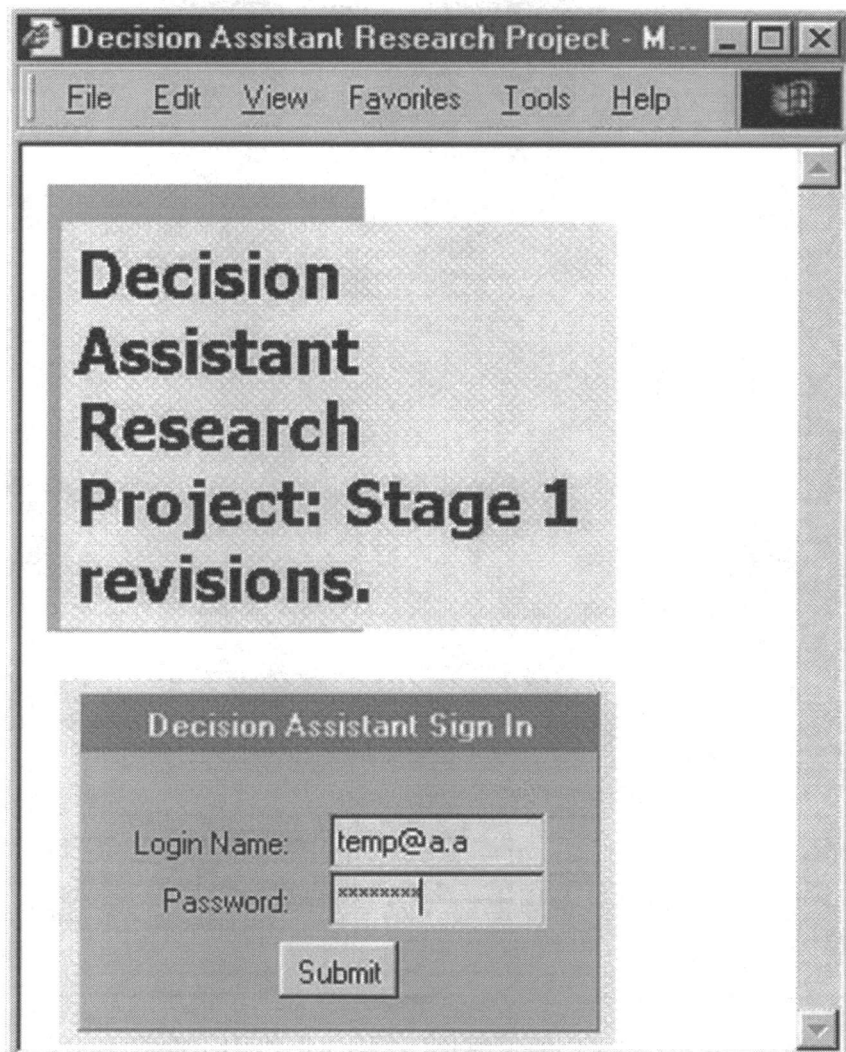 Decision Assistant Research Project - M...
File Edit View Favorites Tools Help
Decision
Assistant
Research
Project: Stage 1
revisions.
Decision Assistant Sign In
Login Name: temp@a.a
Password: ********
Submit